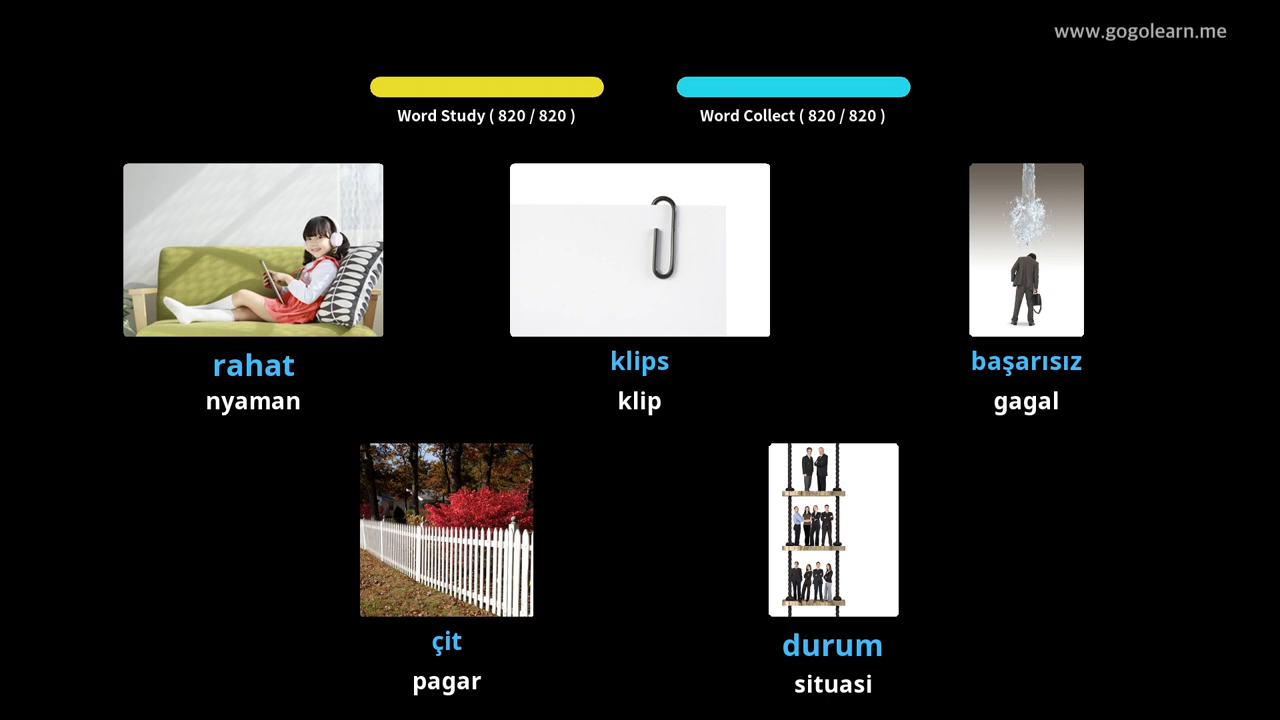 www.gogolearn.me
Word Study ( 820 / 820 )
Word Collect ( 820 / 820 )
rahat
nyaman
klips
klip
başarısız
gagal
çit
pagar
durum
situasi